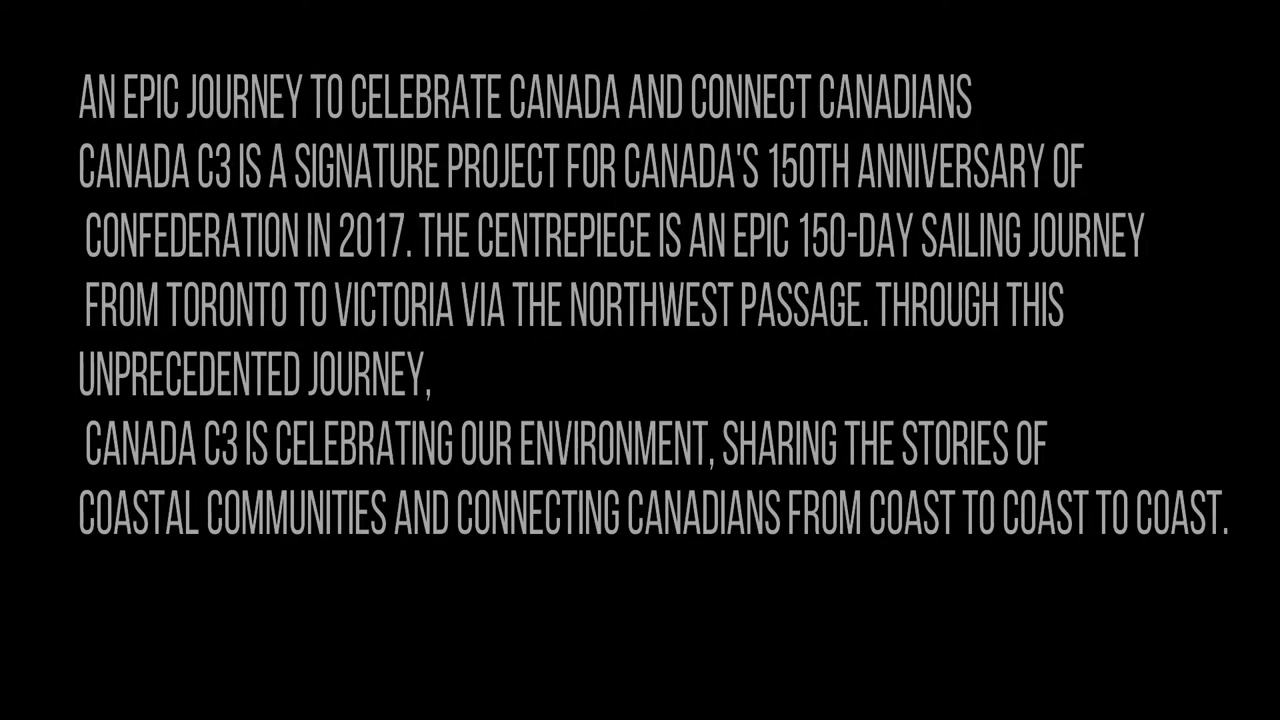 AN EPIC JOURNEY TO CELEBRATE CANADA AND CONNECT CANADIANS
CANADA C3 IS A SIGNATURE PROJECT FOR CANADA'S 150TH ANNIVERSARY OF
CONFEDERATION IN 2017. THE CENTREPIECE IS AN EPIC 150-DAY SAILING JOURNEY
FROM TORONTO TO VICTORIA VIA THE NORTHWEST PASSAGE. THROUGH THIS
UNPRECEDENTED JOURNEY,
CANADA C3 IS CELEBRATING OUR ENVIRONMENT, SHARING THE STORIES OF
COASTAL COMMUNITIES AND CONNECTING CANADIANS FROM COAST TO COAST TO COAST.